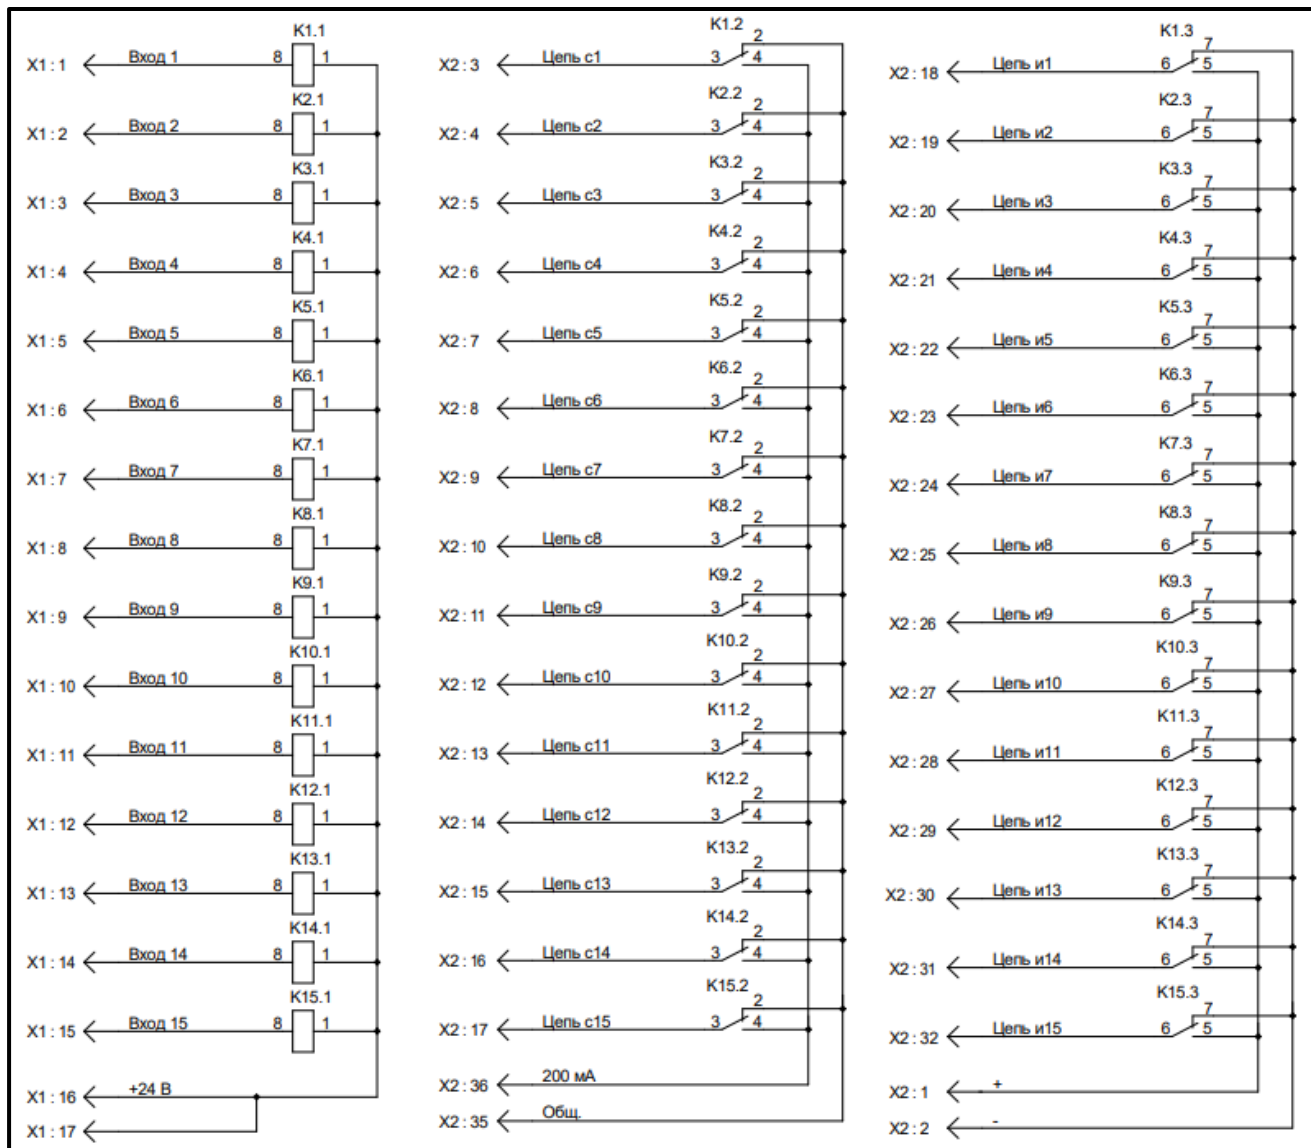 K1.1
X1 : 1 Вход 1 8 1
K2.1
X1 : 2 Вход 2 8 1
K3.1
X1 : 3 Вход 3 8 1
K4.1
X1 : 4 Вход 4 8 1
K5.1
X1 : 5 Вход 5 8 1
K6.1
X1 : 6 Вход 6 8 1
K7.1
X1 : 7 Вход 7 8 1
K8.1
X1 : 8 Вход 8 8 1
K9.1
X1 : 9 Вход 9 8 1
K10.1
X1 : 10 Вход 10 8 1
K11.1
X1 : 11 Вход 11 8 1
K12.1
X1 : 12 Вход 12 8 1
K13.1
X1 : 13 Вход 13 8 1
K14.1
X1 : 14 Вход 14 8 1
K15.1
X1 : 15 Вход 15 8 1
X1 : 16 +24 В
X1 : 17
K1.2
2
X2 : 3 Цепь с1 3 4
K2.2
2
X2 : 4 Цепь с2 3 4
K3.2
2
X2 : 5 Цепь с3 3 4
K4.2
2
X2 : 6 Цепь с4 3 4
K5.2
2
X2 : 7 Цепь с5 3 4
K6.2
2
X2 : 8 Цепь с6 3 4
K7.2
2
X2 : 9 Цепь с7 3 4
K8.2
2
X2 : 10 Цепь с8 3 4
K9.2
2
X2 : 11 Цепь с9 3 4
K10.2
2
X2 : 12 Цепь с10 3 4
K11.2
2
X2 : 13 Цепь с11 3 4
K12.2
2
X2 : 14 Цепь с12 3 4
K13.2
2
X2 : 15 Цепь с13 3 4
K14.2
2
X2 : 16 Цепь с14 3 4
K15.2
2
X2 : 17 Цепь с15 3 4
X2 : 36 200 мА
X2 : 35 Общ.
K1.3
7
X2 : 18 Цепь и1 6 5
K2.3
7
X2 : 19 Цепь и2 6 5
K3.3
7
X2 : 20 Цепь и3 6 5
K4.3
7
X2 : 21 Цепь и4 6 5
K5.3
7
X2 : 22 Цепь и5 6 5
K6.3
7
X2 : 23 Цепь и6 6 5
K7.3
7
X2 : 24 Цепь и7 6 5
K8.3
7
X2 : 25 Цепь и8 6 5
K9.3
7
X2 : 26 Цепь и9 6 5
K10.3
7
X2 : 27 Цепь и10 6 5
K11.3
7
X2 : 28 Цепь и11 6 5
K12.3
7
X2 : 29 Цепь и12 6 5
K13.3
7
X2 : 30 Цепь и13 6 5
K14.3
7
X2 : 31 Цепь и14 6 5
K15.3
7
X2 : 32 Цепь и15 6 5
X2 : 1 +
X2 : 2 -